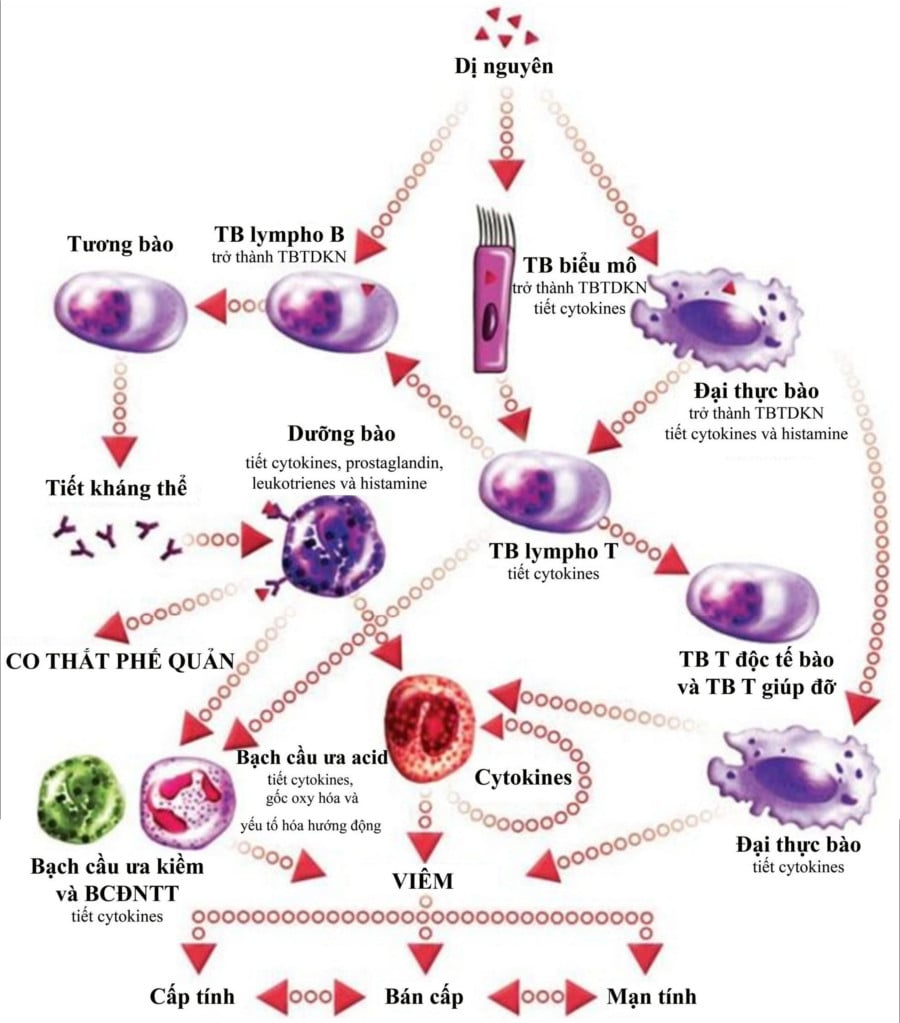 Dị nguyên
Tương bào
TB lympho B
trở thành TBTDKN
TB biểu mô
trở thành TBTDKN
tiết cytokines
Đại thực bào
trở thành TBTDKN
tiết cytokines và histamine
Dưỡng bào
tiết cytokines, prostaglandin,
leukotrienes và histamine
Tiết kháng thể
TB lympho T
tiết cytokines
CO THẮT PHẾ QUẢN
TB T độc tế bào
và TB T giúp đỡ
Bạch cầu ưa acid
tiết cytokines,
gốc oxy hóa và
yếu tố hóa hướng động
Cytokines
Đại thực bào
tiết cytokines
Bạch cầu ưa kiềm
và BCĐNTT
tiết cytokines
VIÊM
Cấp tính
Bán cấp
Mạn tính